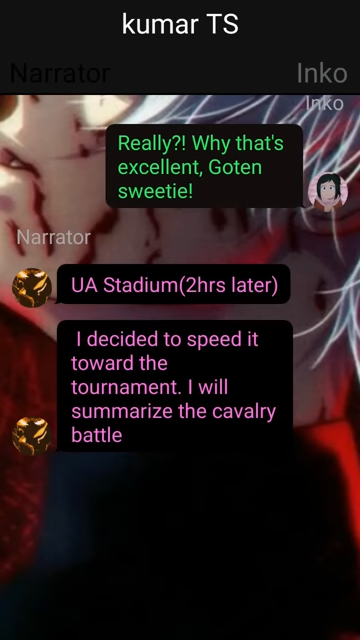 kumar TS
Narrator
Inko
Inko
Really?! Why that's
excellent, Goten
sweetie!
Narrator
UA Stadium(2hrs later)
I decided to speed it
toward the
tournament. I will
summarize the cavalry
battle